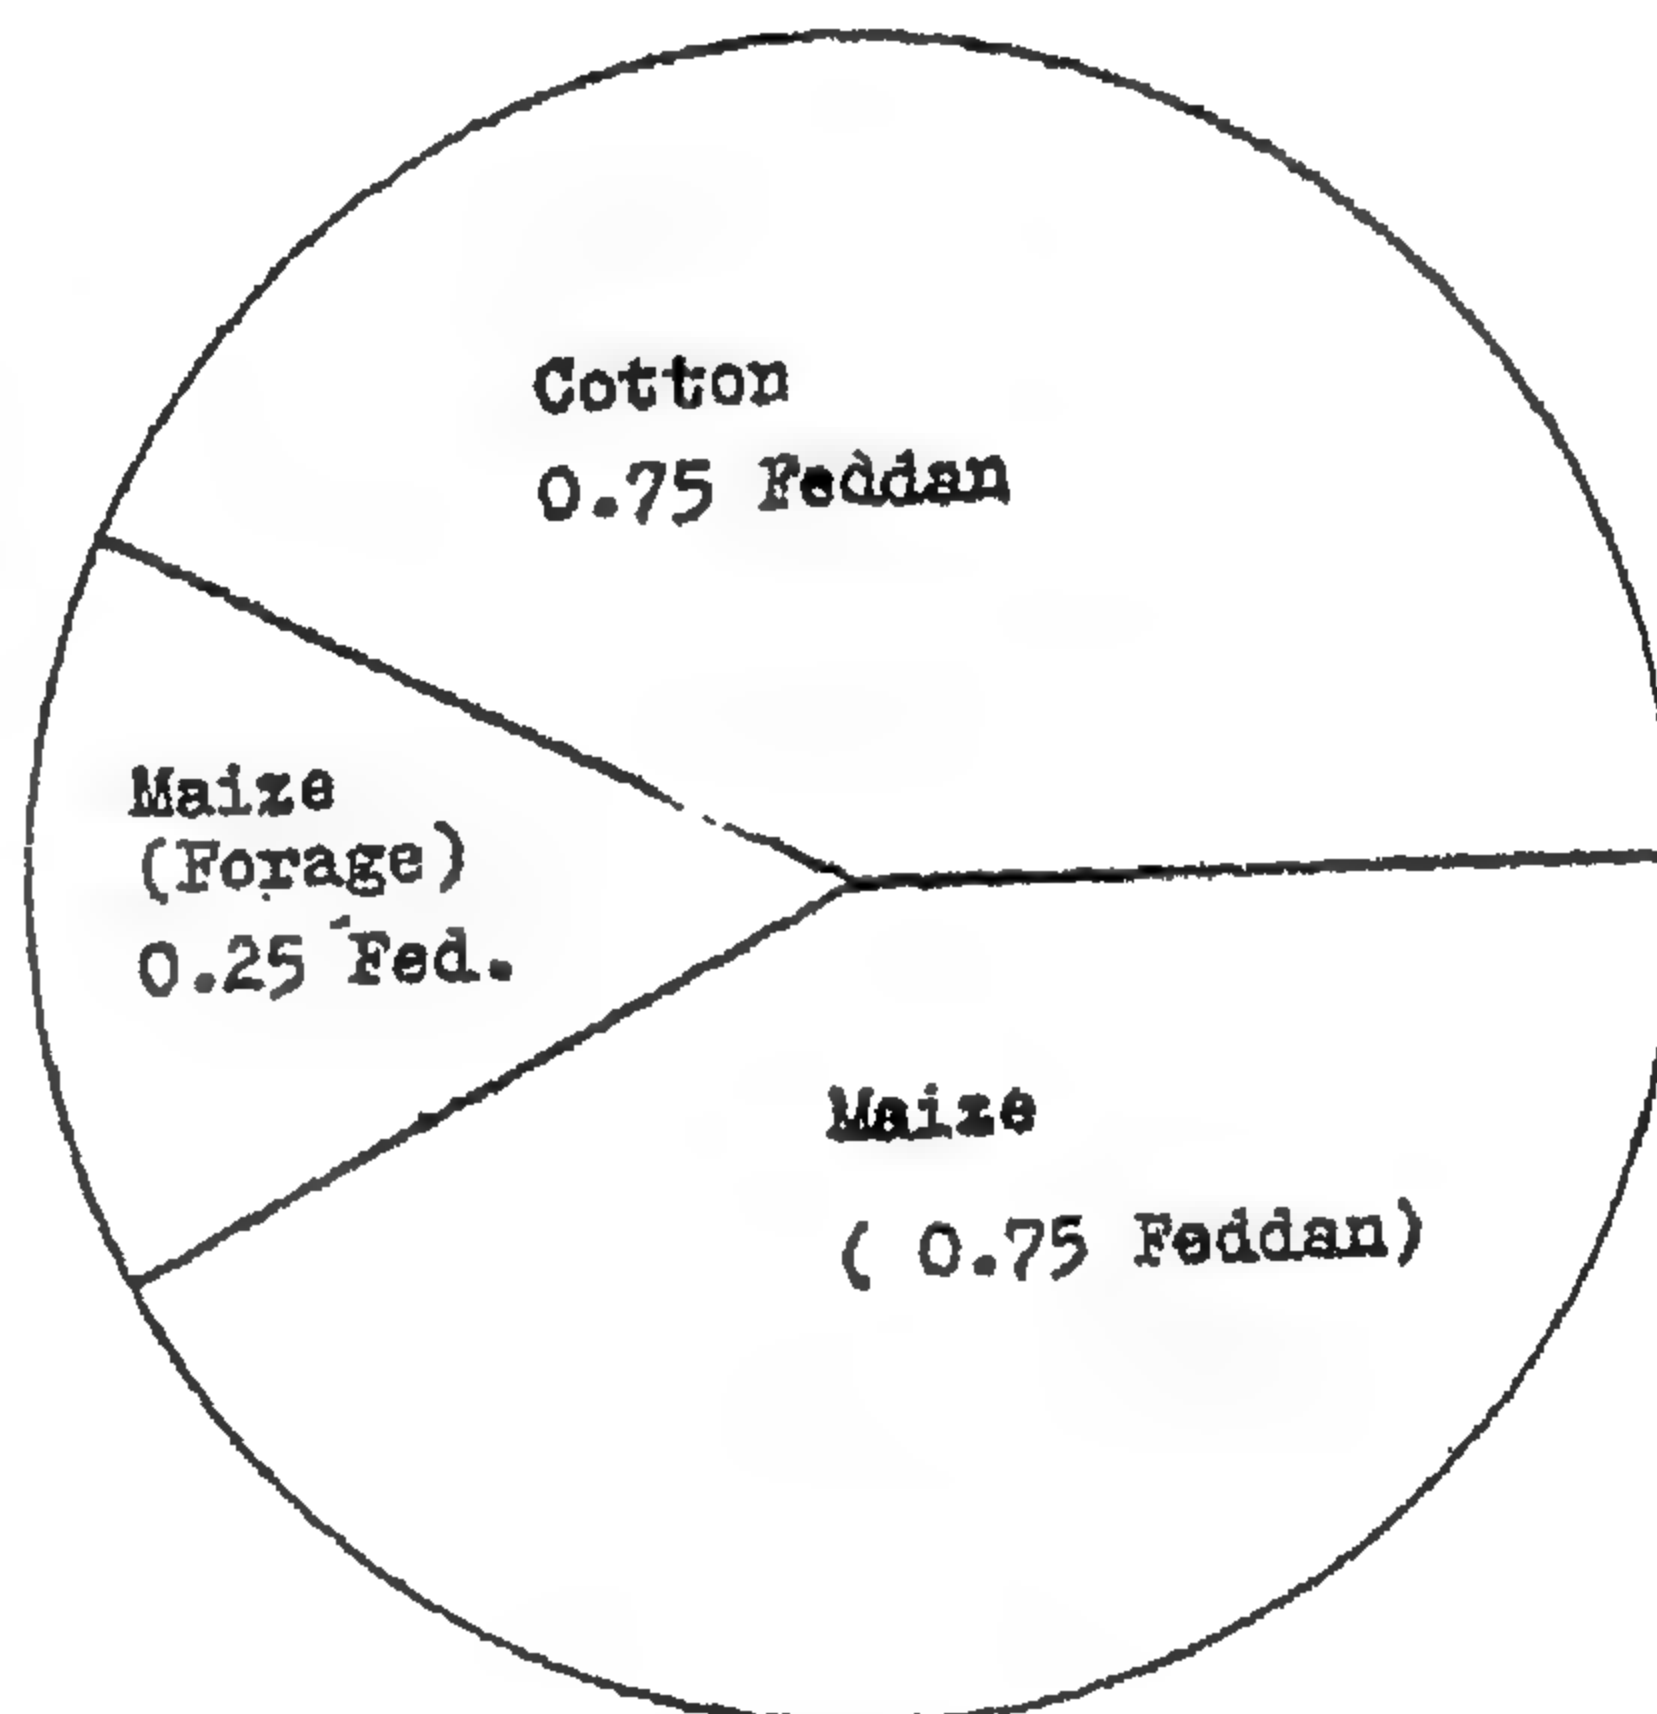 Cotton
0.75 Feddan
Maize
(Forage)
0.25 Fed.
Maize
( 0.75 Feddan)